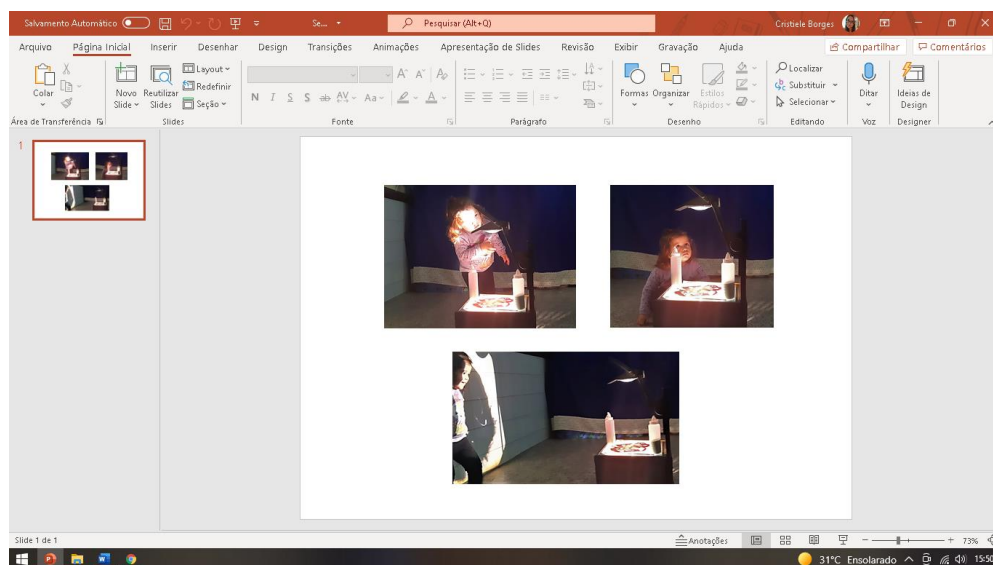 Salvamento Automático
Se...
Pesquisar (Alt+Q)
Cristiele Borges
Arquivo Página Inicial Inserir Desenhar Design Transições Animações Apresentação de Slides Revisão Exibir Gravação Ajuda
Compartilhar
Comentários
Colar
Novo Slide
Reutilizar Slides
Layout
Redefinir
Seção
N I S S ab AV Aa A
A^ A˅ A
Formas
Organizar
Estilos Rápidos
Localizar
Substituir
Selecionar
Ditar
Ideias de Design
Área de Transferência
Slides
Fonte
Parágrafo
Desenho
Editando
Voz
Designer
1
Slide 1 de 1
Anotações
73%
31°C Ensolarado
15:50